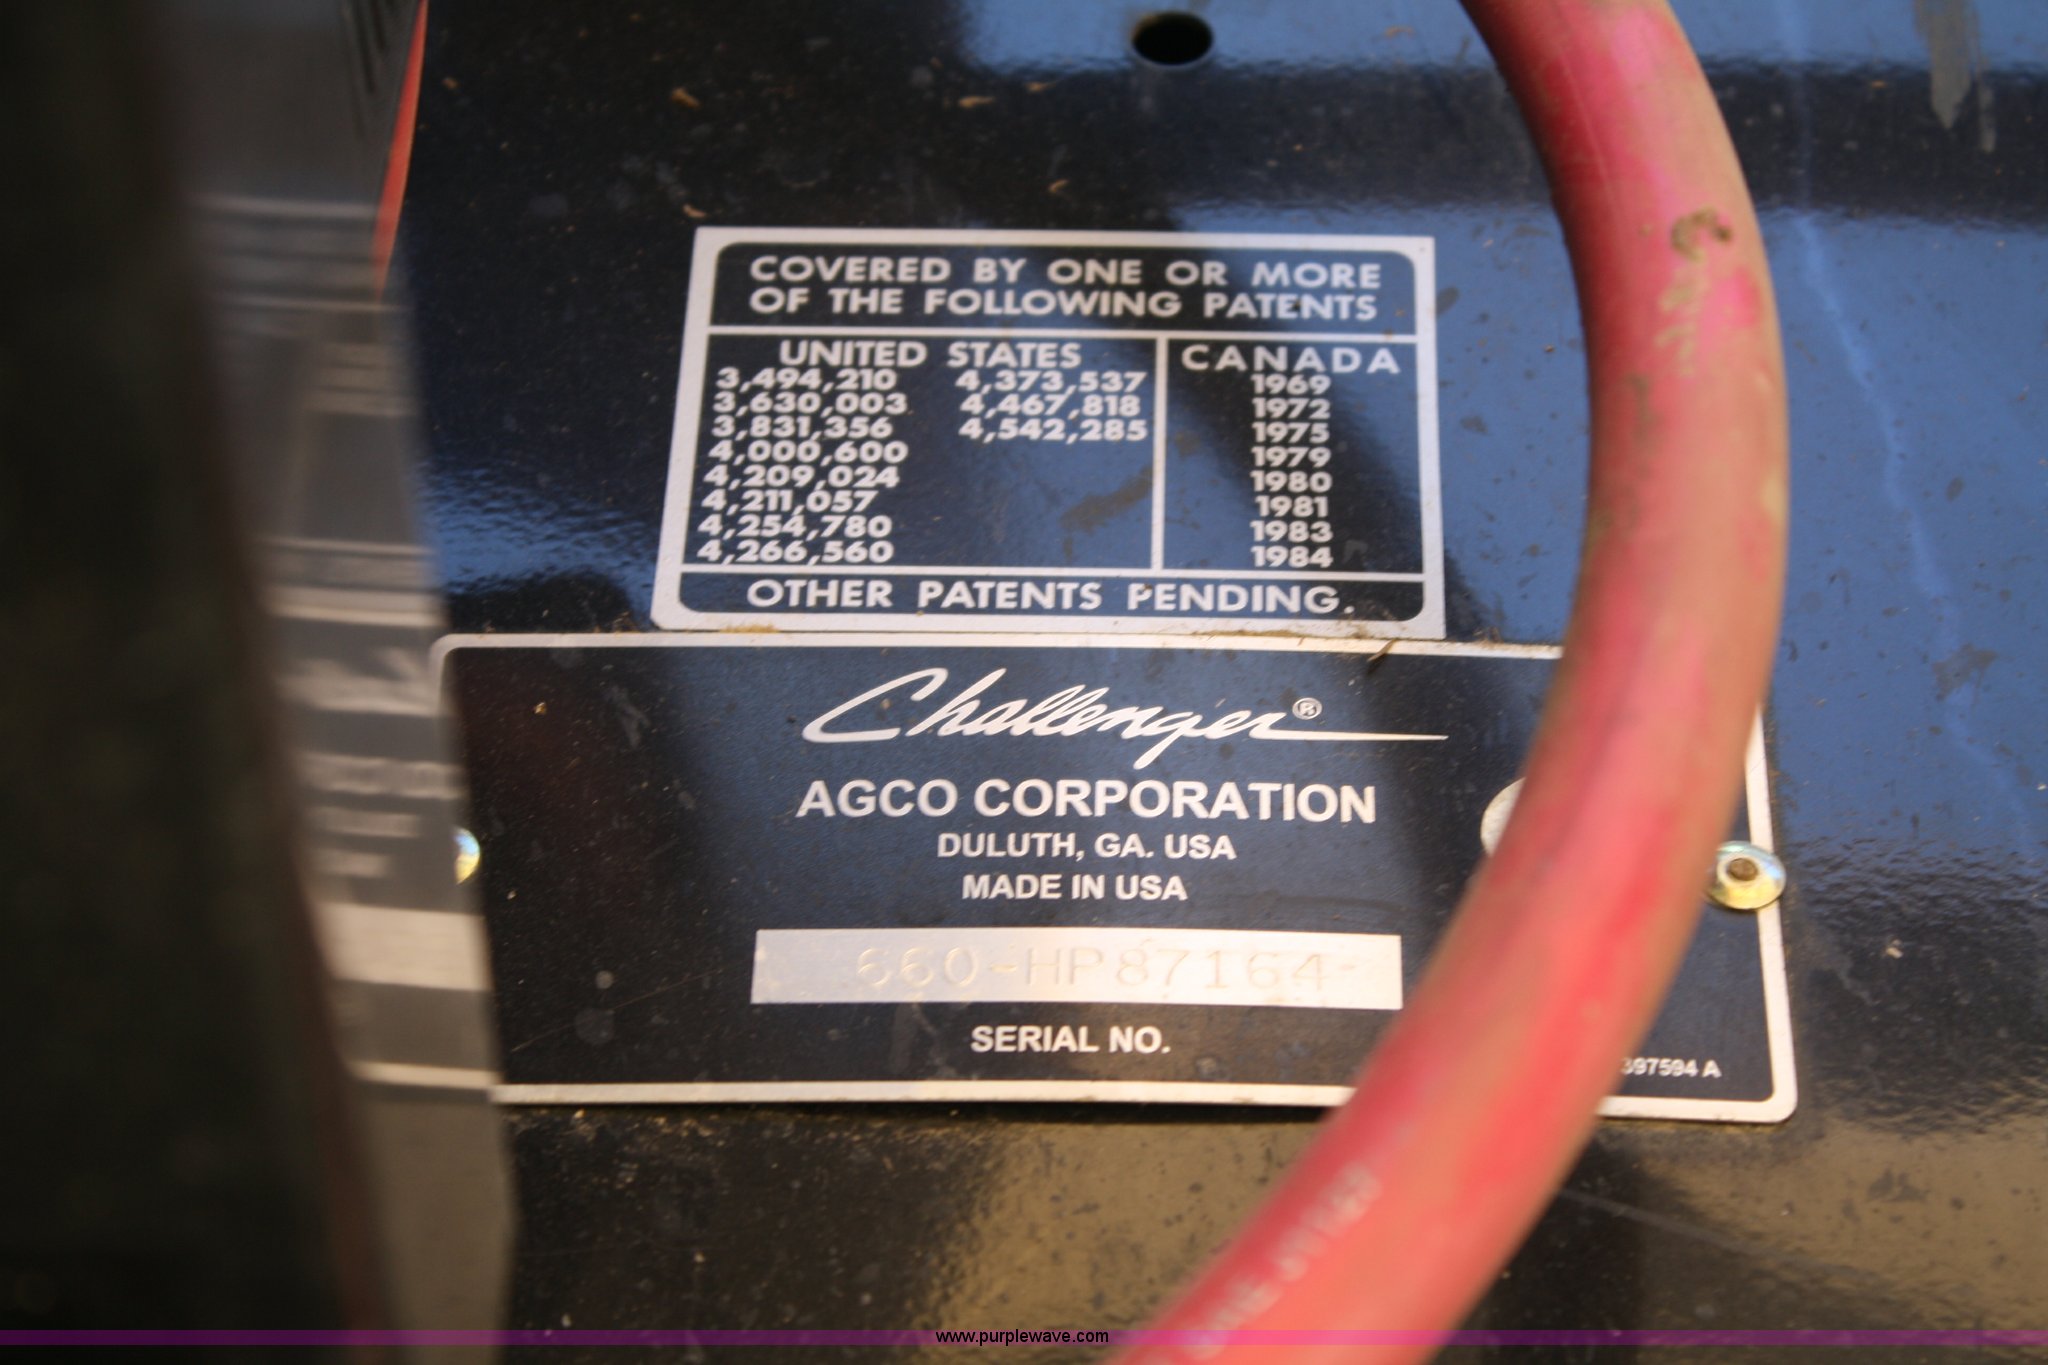 COVERED BY ONE OR MORE
OF THE FOLLOWING PATENTS
UNITED STATES
3,494,210 4,373,537
3,630,003 4,467,818
3,831,356 4,542,285
4,000,600
4,209,024
4,211,057
4,254,780
4,266,560
CANADA
1969
1972
1975
1979
1980
1981
1983
1984
OTHER PATENTS PENDING.
Challenger®
AGCO CORPORATION
DULUTH, GA. USA
MADE IN USA
660-HP87164
SERIAL NO.
397594 A
www.purplewave.com